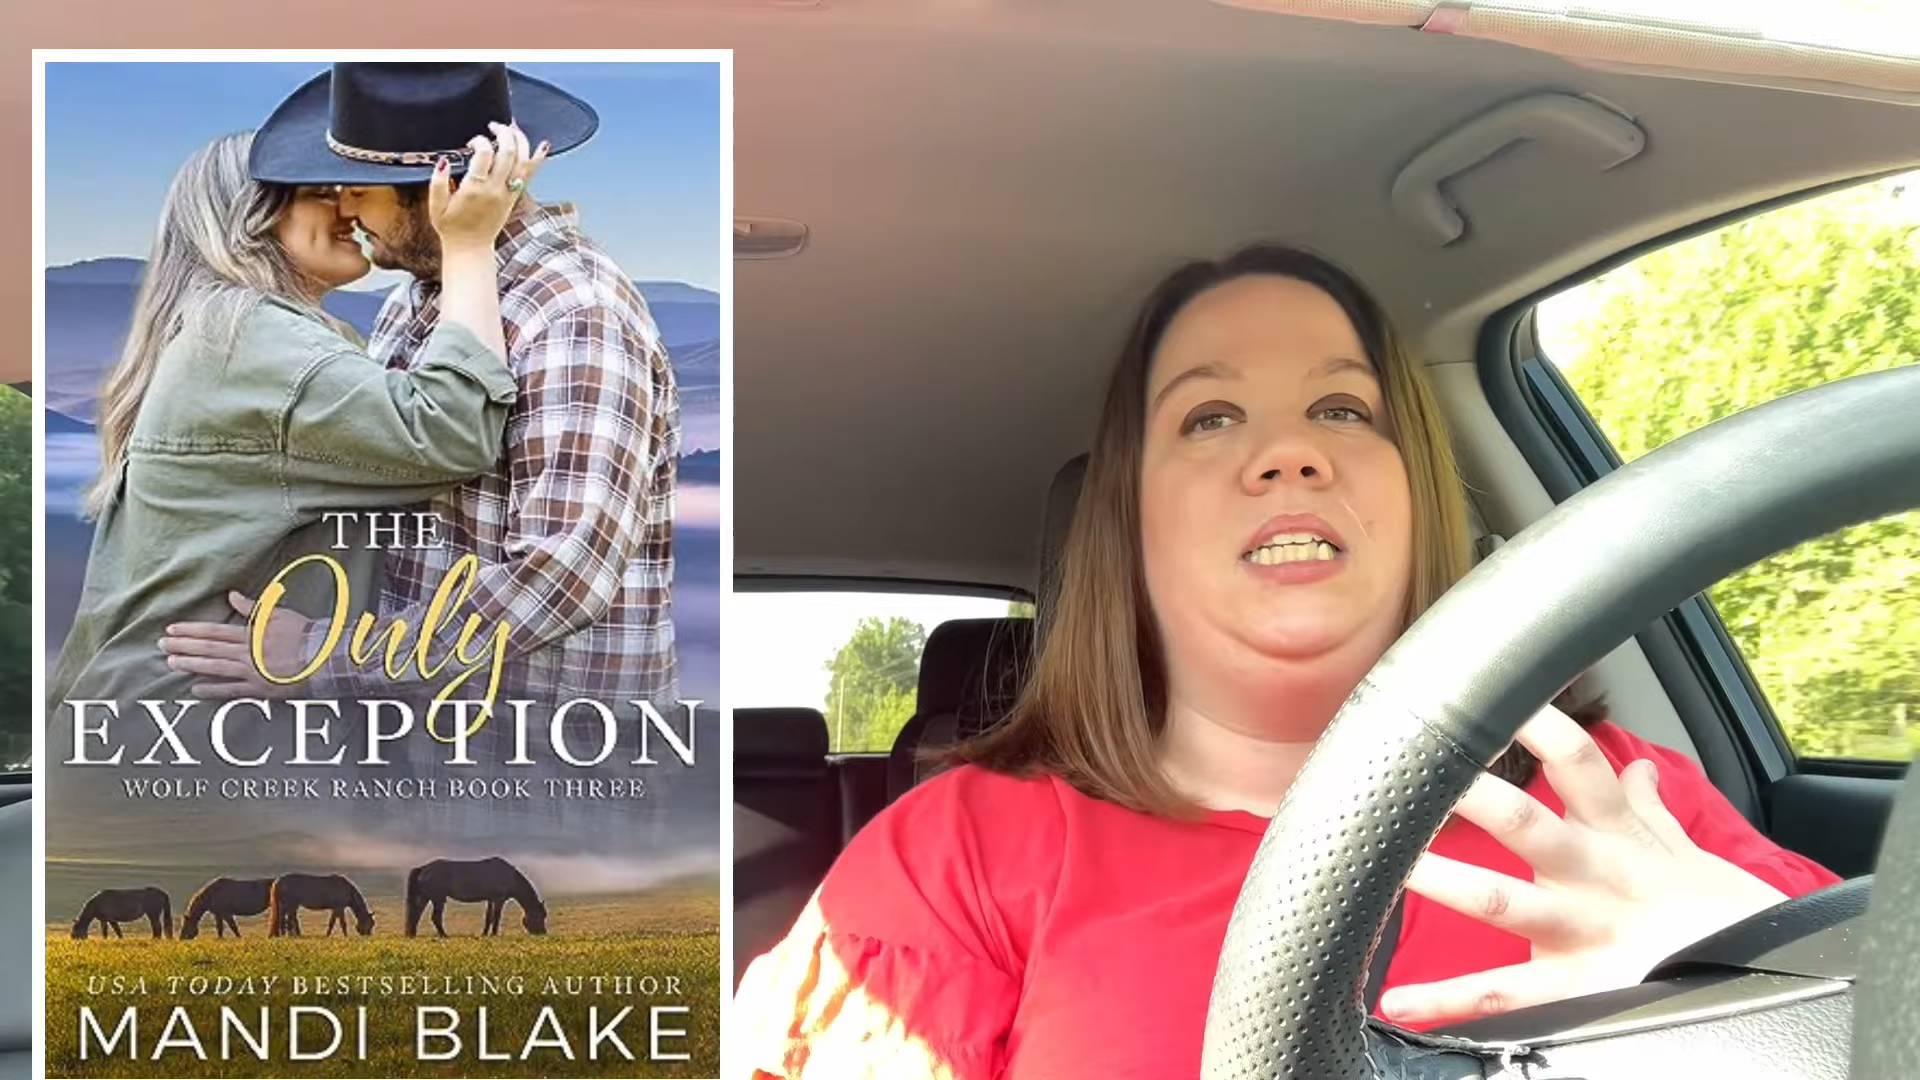 THE
Only
EXCEPTION
WOLF CREEK RANCH BOOK THREE
USA TODAY BESTSELLING AUTHOR
MANDI BLAKE